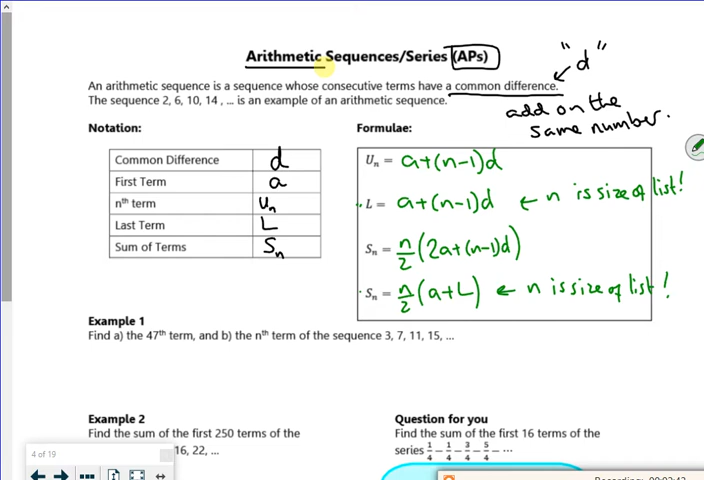 Arithmetic Sequences/Series (APs)
"d"
An arithmetic sequence is a sequence whose consecutive terms have a common difference.
The sequence 2, 6, 10, 14 , ... is an example of an arithmetic sequence.
add on the
same number.
Notation:
Formulae:
Common Difference d
First Term a
nth term Un
Last Term L
Sum of Terms Sn
Un = a+(n-1)d
L = a+(n-1)d ← n is size of list!
Sn = n/2 (2a+(n-1)d)
Sn = n/2 (a+L) ← n is size of list!
Example 1
Find a) the 47th term, and b) the nth term of the sequence 3, 7, 11, 15, ...
Example 2
Find the sum of the first 250 terms of the
16, 22, ...
Question for you
Find the sum of the first 16 terms of the
series 1/4 − 1/4 − 3/4 − 5/4 − ...
4 of 19